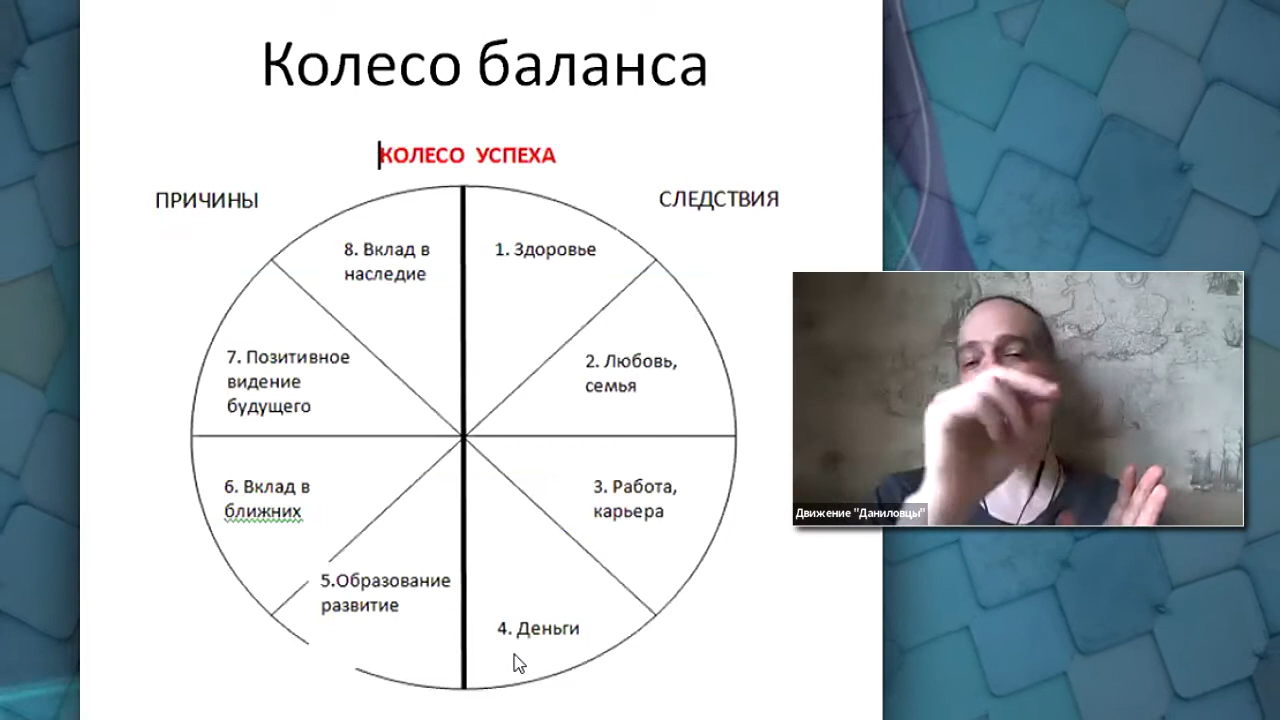 Колесо баланса
КОЛЕСО УСПЕХА
ПРИЧИНЫ
СЛЕДСТВИЯ
8. Вклад в
наследие
1. Здоровье
7. Позитивное
видение
будущего
2. Любовь,
семья
6. Вклад в
ближних
3. Работа,
карьера
5.Образование
развитие
4. Деньги
Движение "Даниловцы"